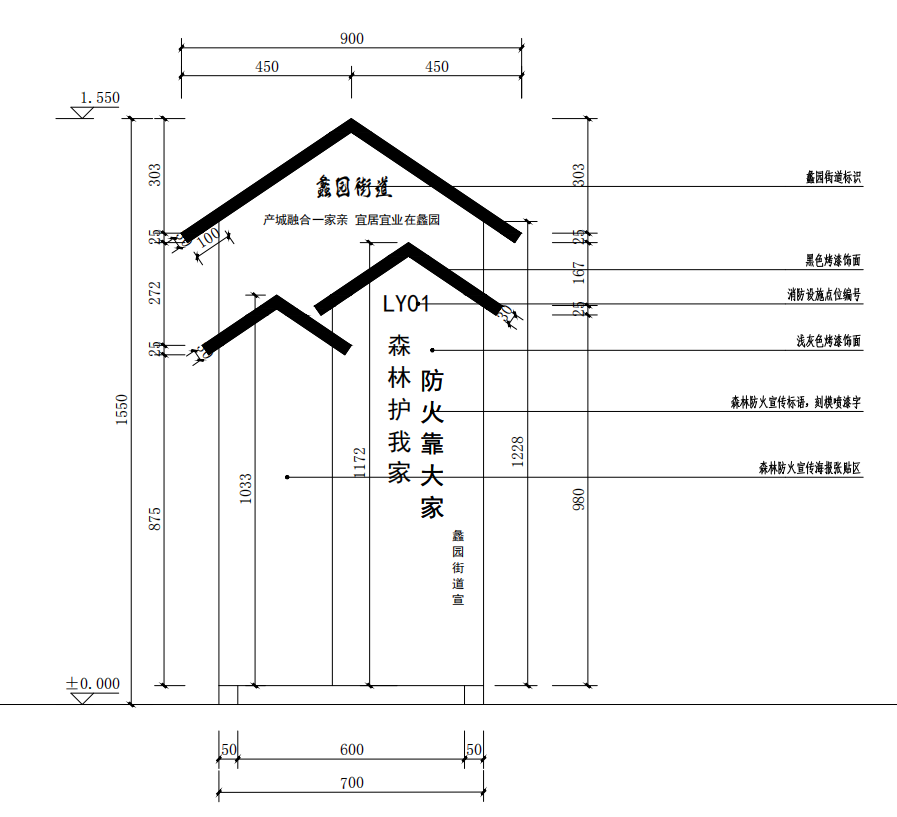 900
450
450
1.550
303
303
蠡园街道
蠡园街道标识
产城融合一家亲 宜居宜业在蠡园
25
25
100
黑色烤漆饰面
167
272
消防设施点位编号
LY01
25
30
浅灰色烤漆饰面
25
森林护我家
防火靠大家
森林防火宣传标语，刻模喷漆字
1550
1228
1172
森林防火宣传海报张贴区
1033
980
875
蠡园街道宣
±0.000
50
600
50
700